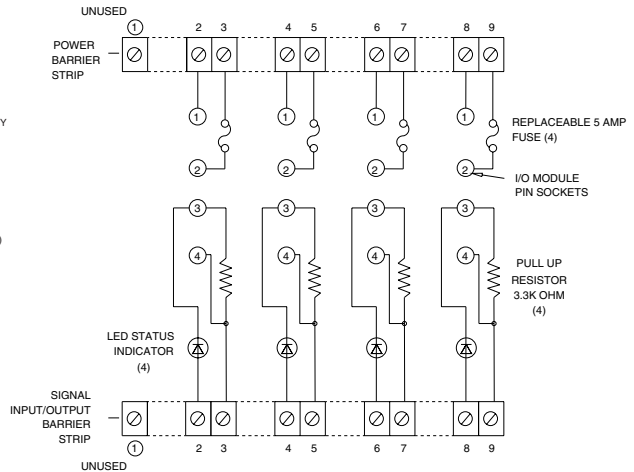 UNUSED
1 2 3 4 5 6 7 8 9
POWER
BARRIER
STRIP
1 1 1 1
Y
REPLACEABLE 5 AMP
FUSE (4)
2 2 2 2
I/O MODULE
PIN SOCKETS
3 3 3 3
)
4 4 4 4
PULL UP
RESISTOR
3.3K OHM
(4)
LED STATUS
INDICATOR
(4)
SIGNAL
INPUT/OUTPUT
BARRIER
STRIP
1 2 3 4 5 6 7 8 9
UNUSED